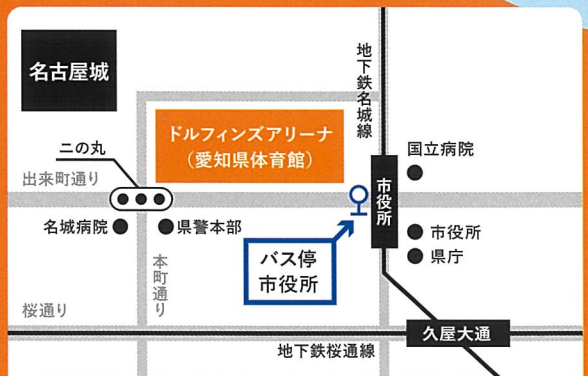 名古屋城
地下鉄名城線
ドルフィンズアリーナ
（愛知県体育館）
二の丸
国立病院
出来町通り
市役所
名城病院
県警本部
市役所
県庁
バス停
市役所
本町通り
桜通り
久屋大通
地下鉄桜通線